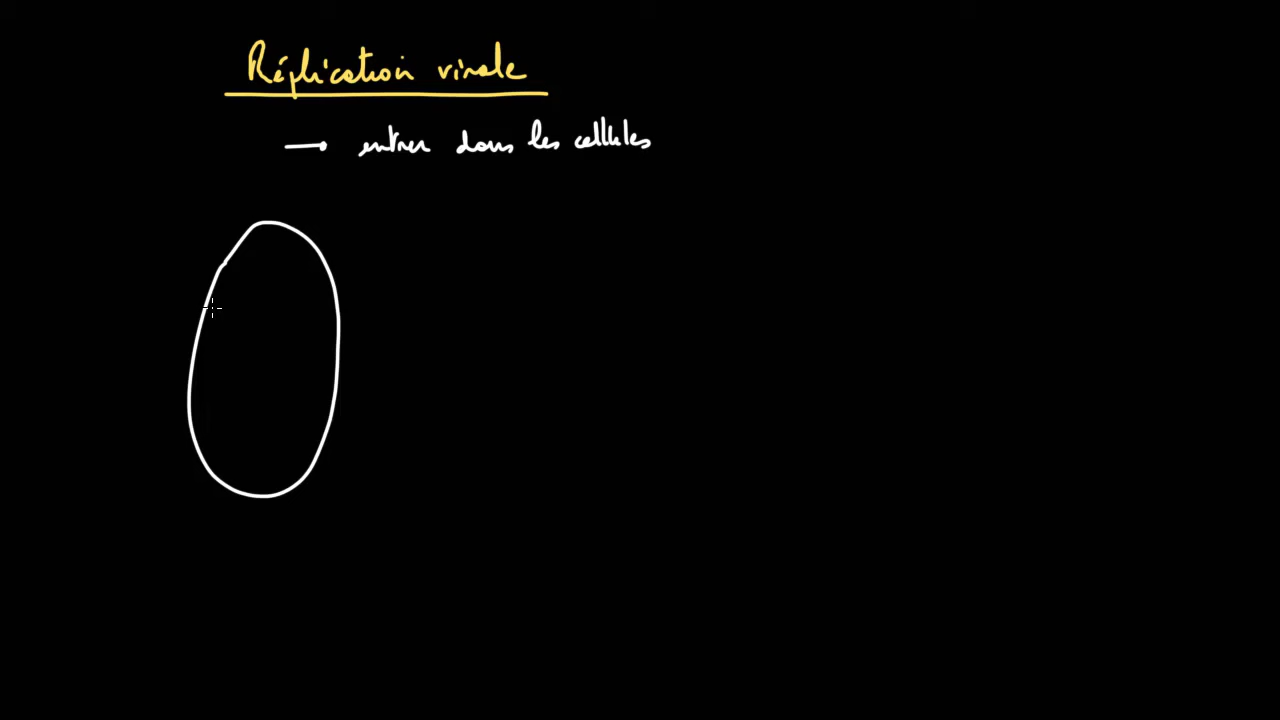 Réplication virale
→ entrer dans les cellules